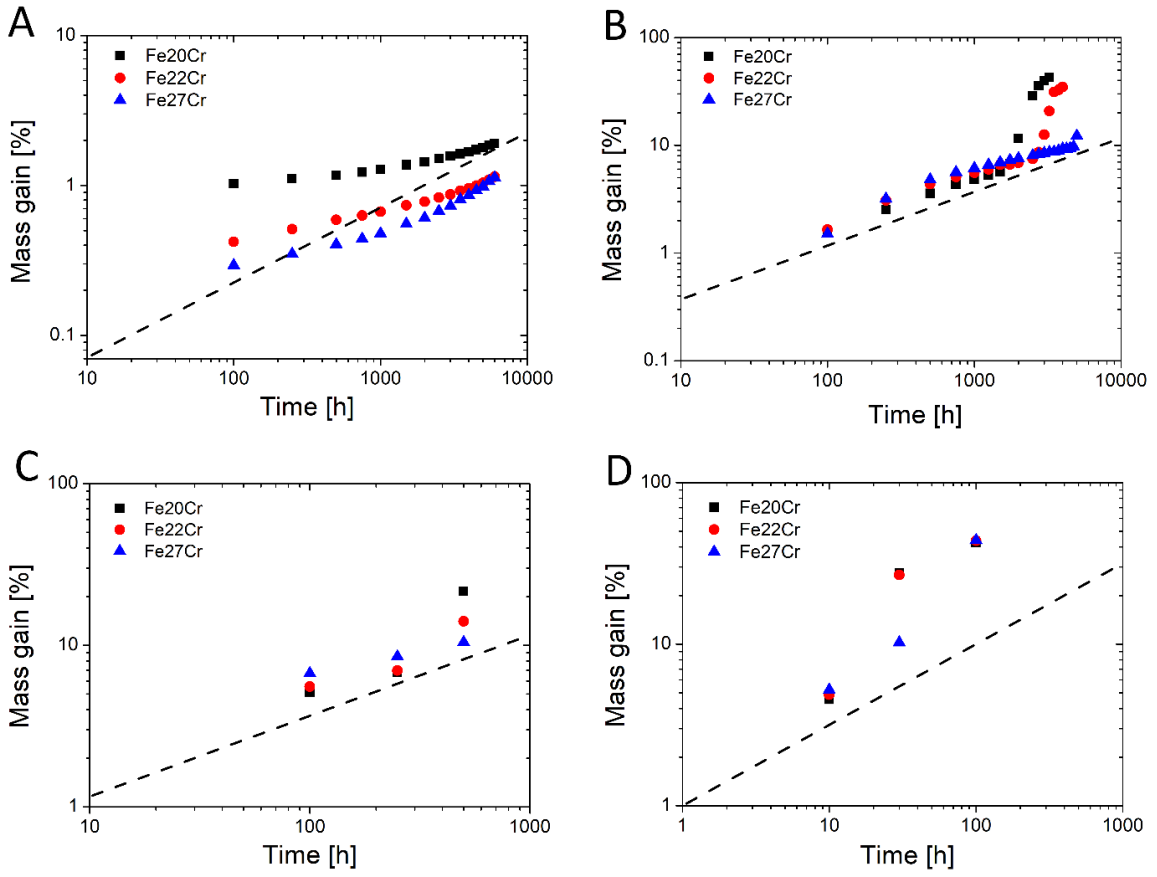 A
Mass gain [%]
10
1
0.1
Fe20Cr
Fe22Cr
Fe27Cr
10 100 1000 10000
Time [h]
B
Mass gain [%]
100
10
1
0.1
Fe20Cr
Fe22Cr
Fe27Cr
10 100 1000 10000
Time [h]
C
Mass gain [%]
100
10
1
Fe20Cr
Fe22Cr
Fe27Cr
10 100 1000
Time [h]
D
Mass gain [%]
100
10
1
Fe20Cr
Fe22Cr
Fe27Cr
1 10 100 1000
Time [h]